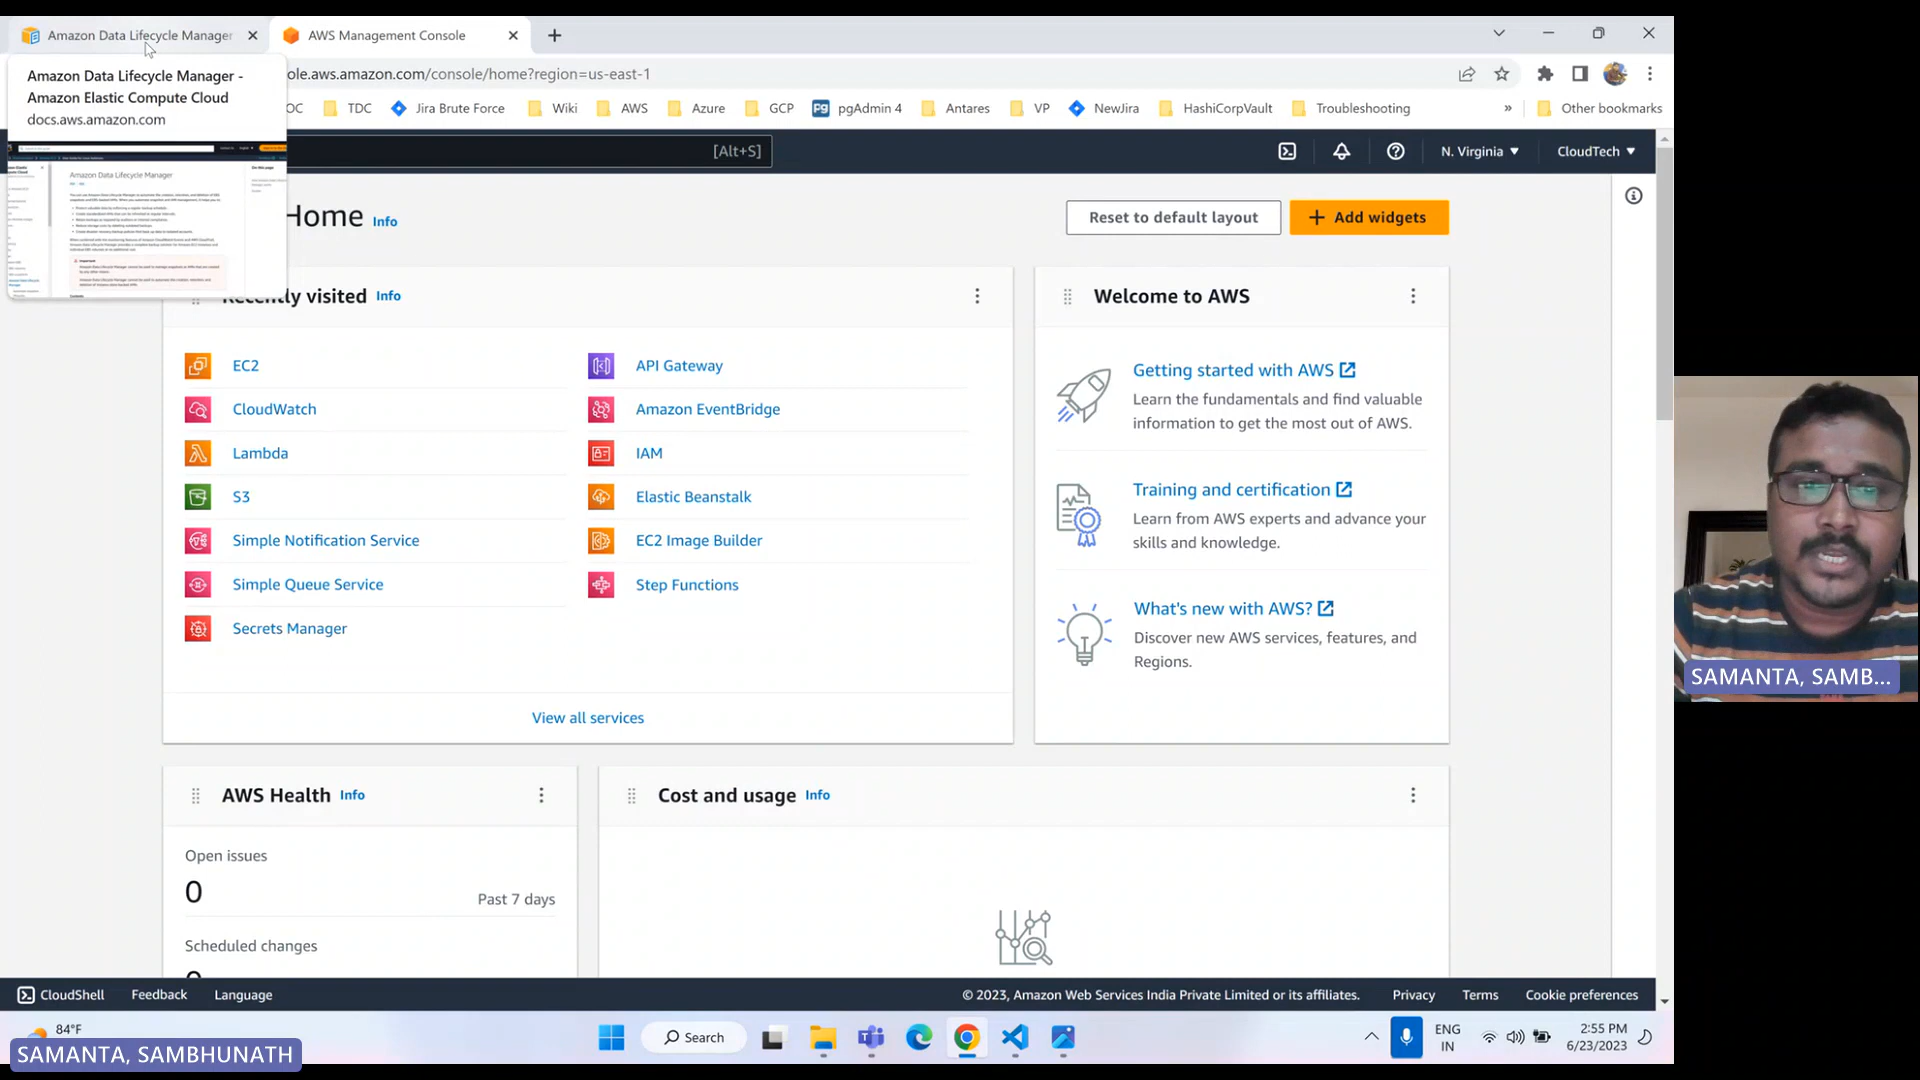 Amazon Data Lifecycle Manager
AWS Management Console
Amazon Data Lifecycle Manager -
Amazon Elastic Compute Cloud
docs.aws.amazon.com
ole.aws.amazon.com/console/home?region=us-east-1
OC
TDC
Jira Brute Force
Wiki
AWS
Azure
GCP
pgAdmin 4
Antares
VP
NewJira
HashiCorpVault
Troubleshooting
»
Other bookmarks
[Alt+S]
N. Virginia
CloudTech
Amazon Data Lifecycle Manager
Home Info
Reset to default layout
+ Add widgets
Recently visited Info
Welcome to AWS
EC2
API Gateway
CloudWatch
Amazon EventBridge
Lambda
IAM
S3
Elastic Beanstalk
Simple Notification Service
EC2 Image Builder
Simple Queue Service
Step Functions
Secrets Manager
View all services
Getting started with AWS
Learn the fundamentals and find valuable
information to get the most out of AWS.
Training and certification
Learn from AWS experts and advance your
skills and knowledge.
What's new with AWS?
Discover new AWS services, features, and
Regions.
SAMANTA, SAMB...
AWS Health Info
Cost and usage Info
Open issues
0
Past 7 days
Scheduled changes
0
CloudShell
Feedback
Language
© 2023, Amazon Web Services India Private Limited or its affiliates.
Privacy
Terms
Cookie preferences
84°F
Search
ENG
IN
2:55 PM
6/23/2023
SAMANTA, SAMBHUNATH